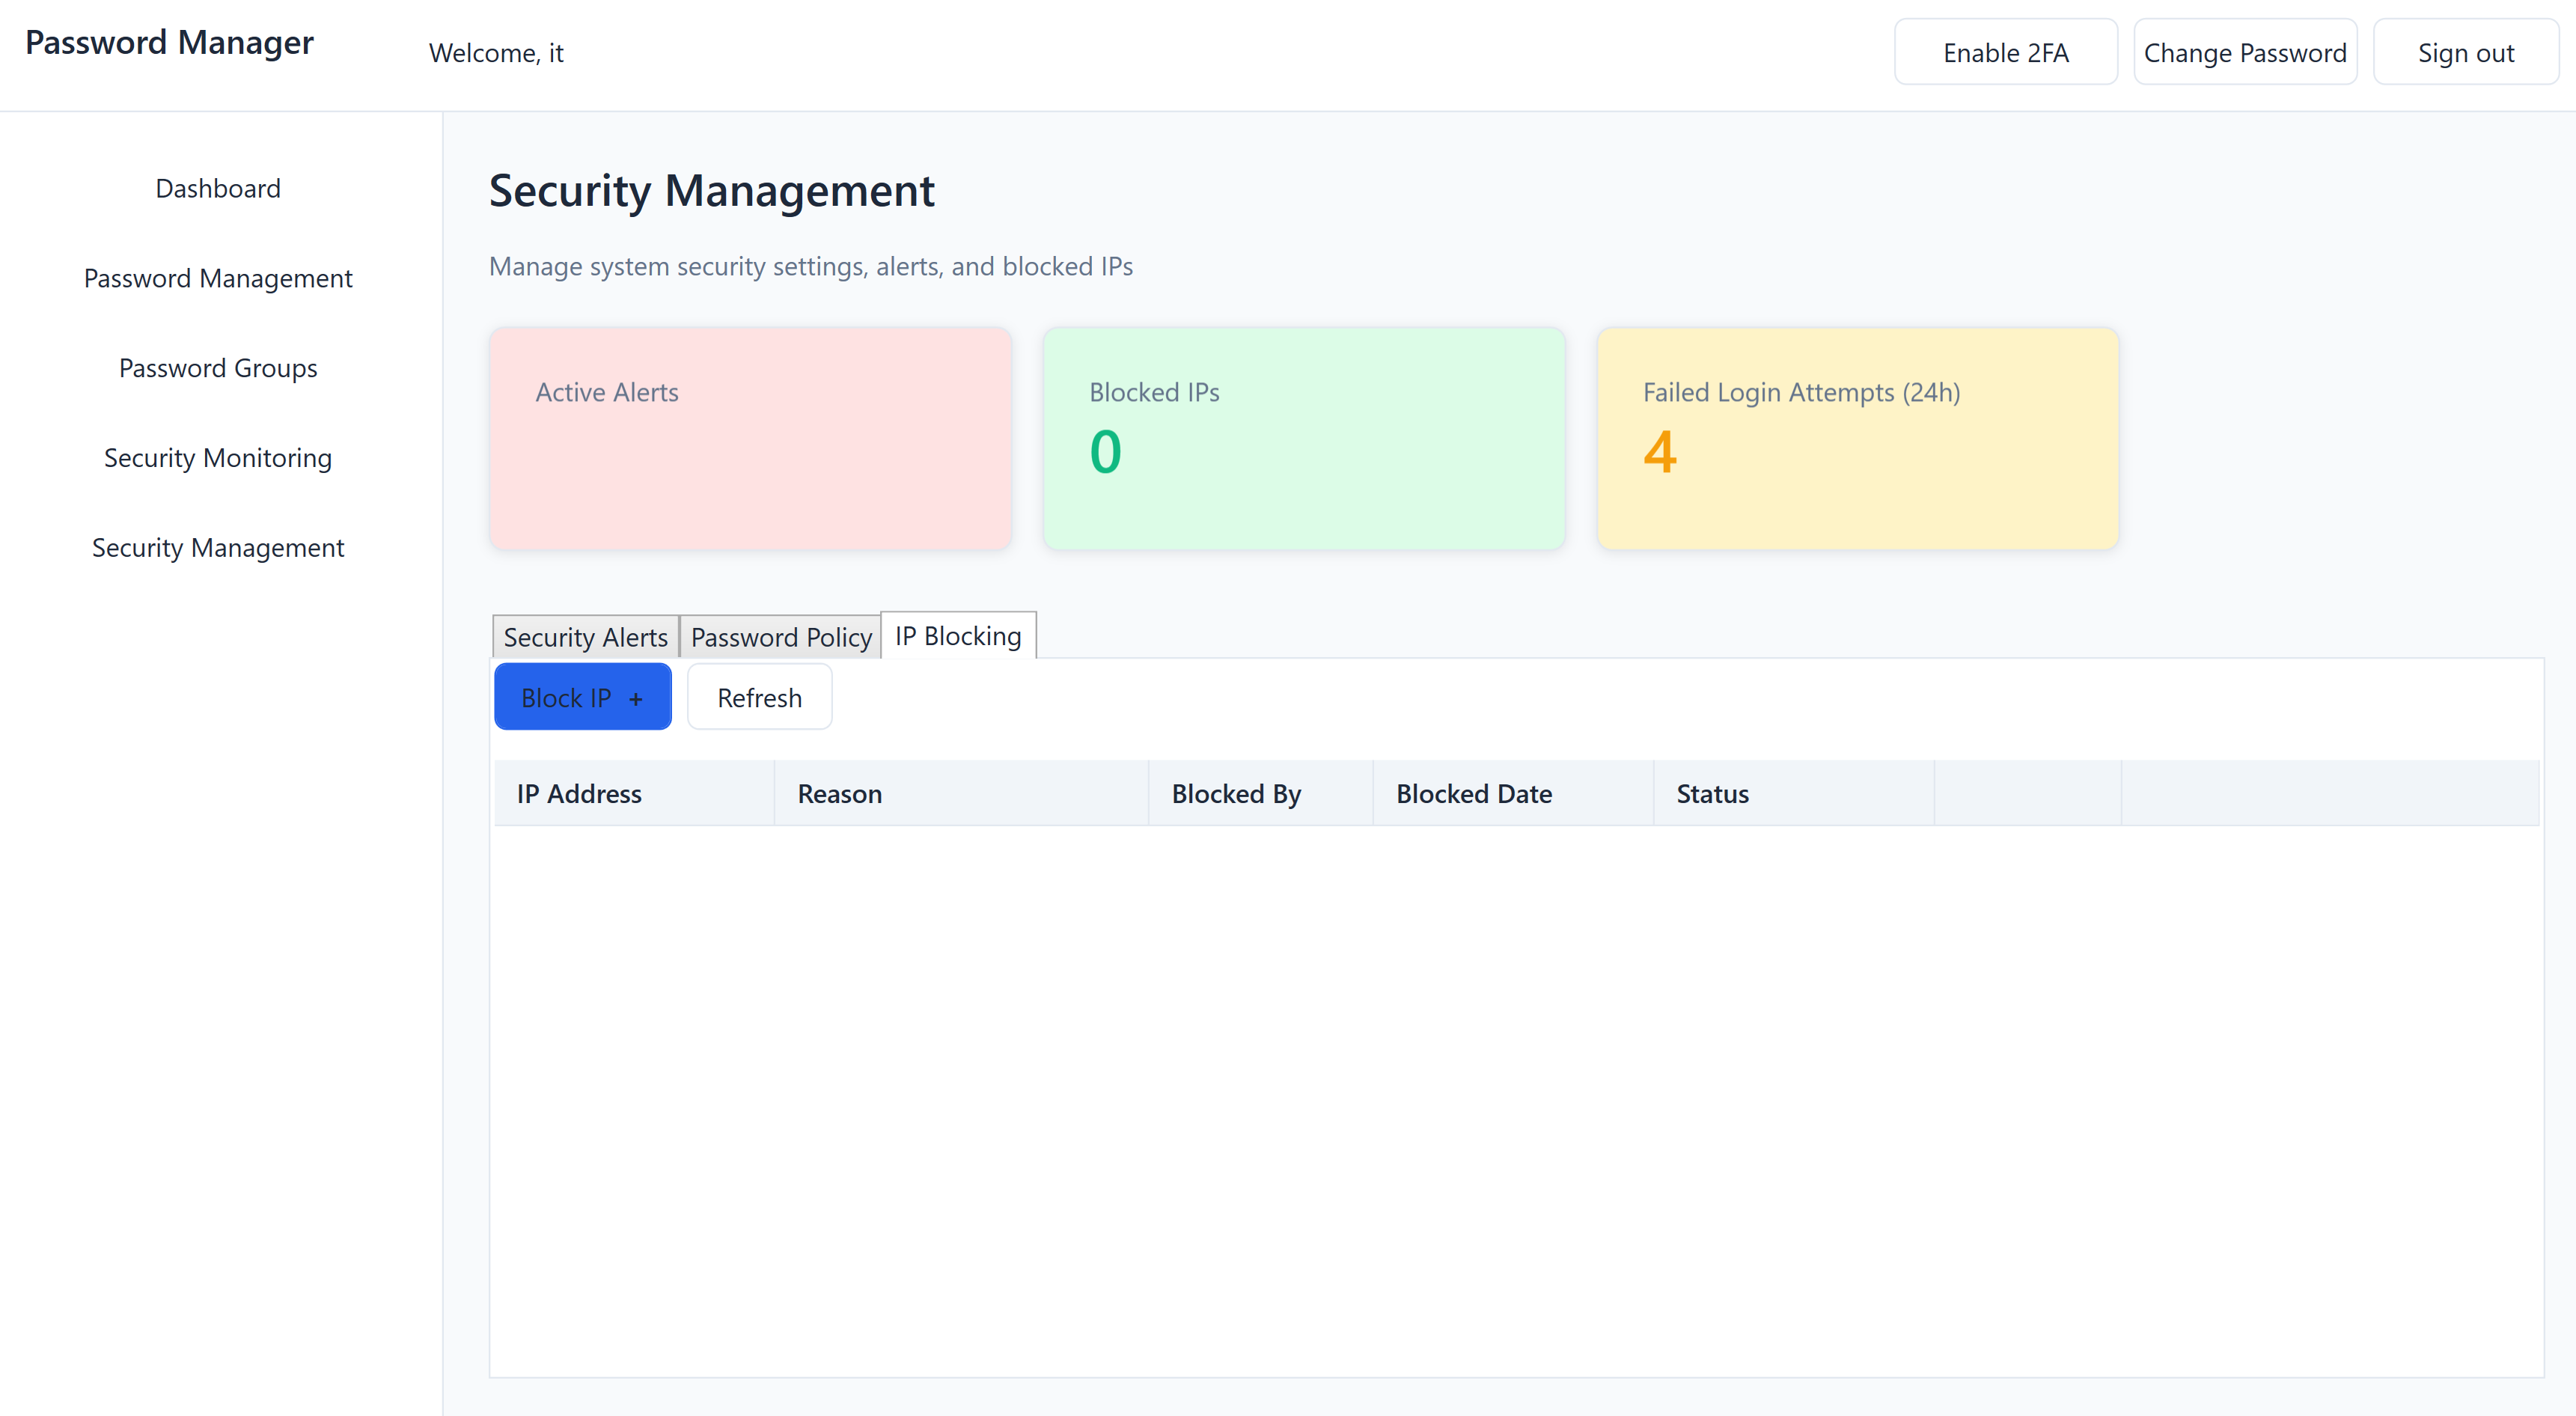 Password Manager
Welcome, it
Enable 2FA
Change Password
Sign out
Dashboard
Password Management
Password Groups
Security Monitoring
Security Management
Security Management
Manage system security settings, alerts, and blocked IPs
Active Alerts
Blocked IPs
0
Failed Login Attempts (24h)
4
Security Alerts
Password Policy
IP Blocking
Block IP +
Refresh
IP Address
Reason
Blocked By
Blocked Date
Status